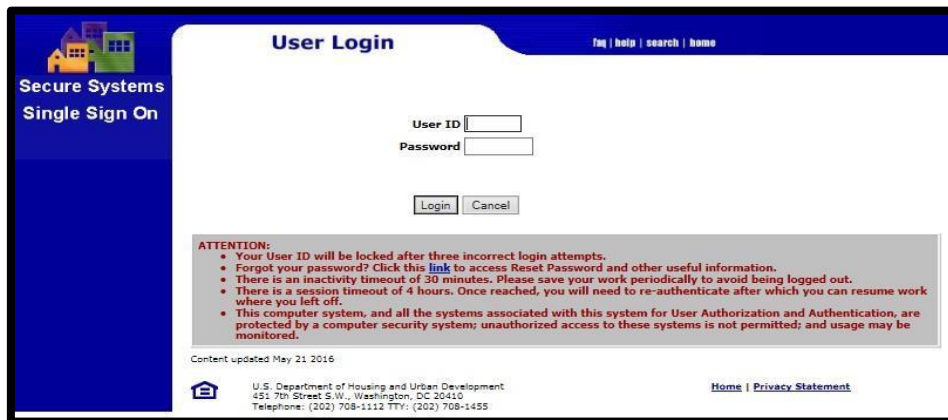 User Login
faq | help | search | home
Secure Systems
Single Sign On
User ID
Password
Login Cancel
ATTENTION:
• Your User ID will be locked after three incorrect login attempts.
• Forgot your password? Click this link to access Reset Password and other useful information.
• There is an inactivity timeout of 30 minutes. Please save your work periodically to avoid being logged out.
• There is a session timeout of 4 hours. Once reached, you will need to re-authenticate after which you can resume work
where you left off.
• This computer system, and all the systems associated with this system for User Authorization and Authentication, are
protected by a computer security system; unauthorized access to these systems is not permitted; and usage may be
monitored.
Content updated May 21 2016
U.S. Department of Housing and Urban Development
451 7th Street S.W., Washington, DC 20410
Telephone: (202) 708-1112 TTY: (202) 708-1455
Home | Privacy Statement